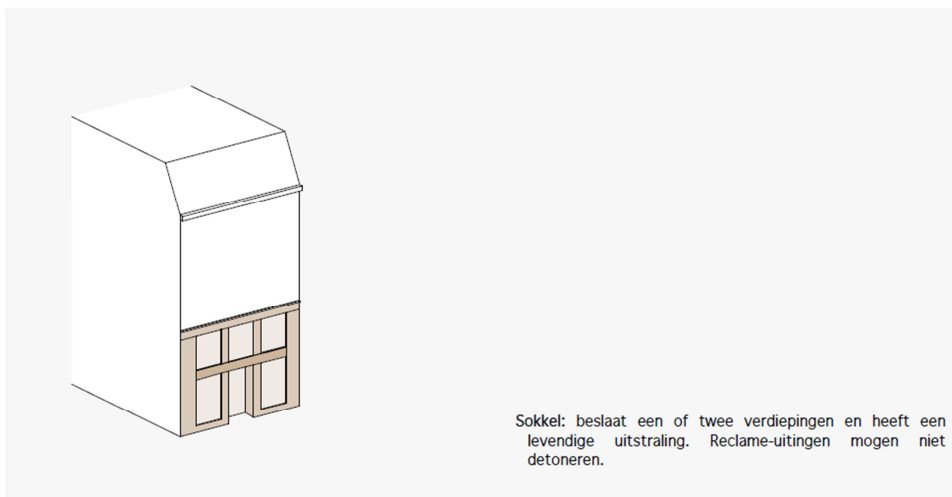 Sokkel: beslaat een of twee verdiepingen en heeft een
levendige uitstraling. Reclame-uitingen mogen niet
detoneren.